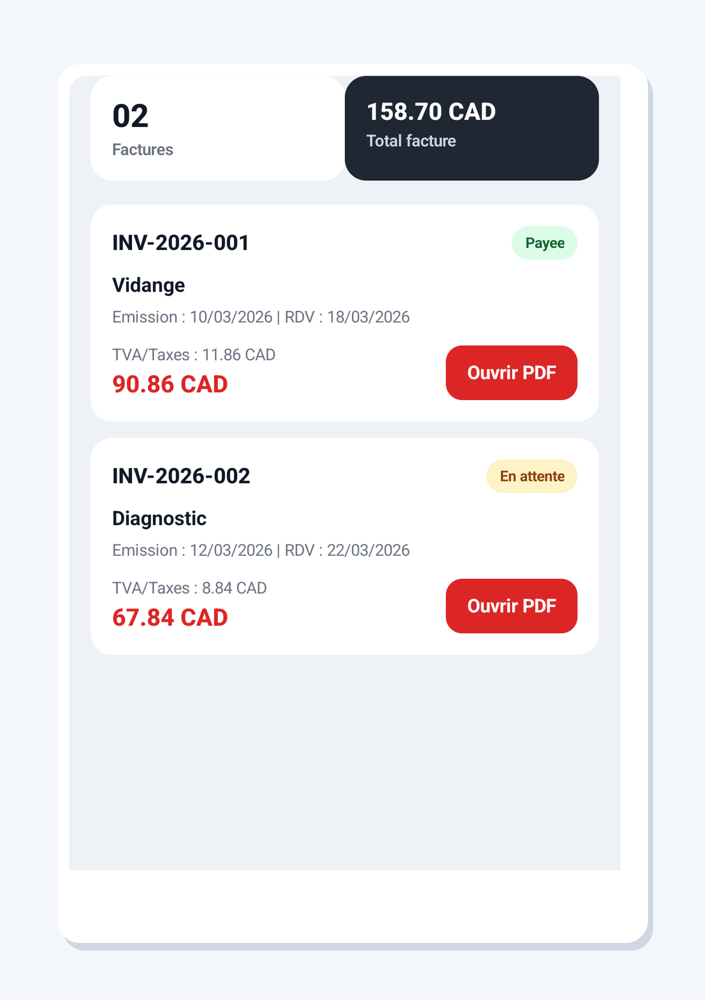 02
Factures
158.70 CAD
Total facture
INV-2026-001
Payee
Vidange
Emission : 10/03/2026 | RDV : 18/03/2026
TVA/Taxes : 11.86 CAD
90.86 CAD
Ouvrir PDF
INV-2026-002
En attente
Diagnostic
Emission : 12/03/2026 | RDV : 22/03/2026
TVA/Taxes : 8.84 CAD
67.84 CAD
Ouvrir PDF